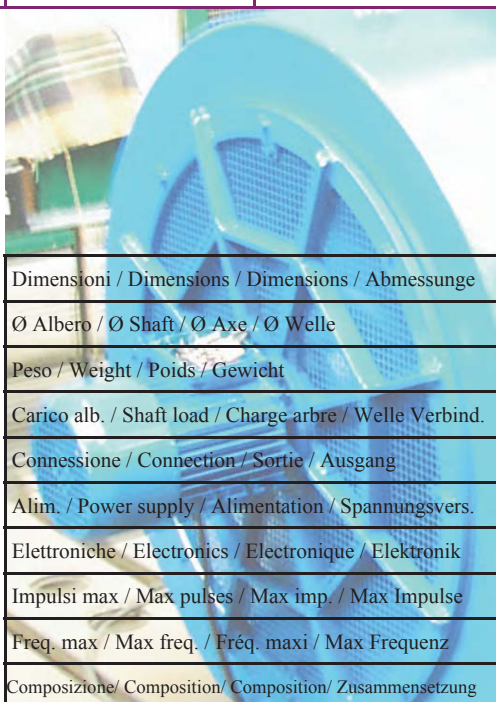 Dimensioni / Dimensions / Dimensions / Abmessunge
Ø Albero / Ø Shaft / Ø Axe / Ø Welle
Peso / Weight / Poids / Gewicht
Carico alb. / Shaft load / Charge arbre / Welle Verbind.
Connessione / Connection / Sortie / Ausgang
Alim. / Power supply / Alimentation / Spannungsvers.
Elettroniche / Electronics / Electronique / Elektronik
Impulsi max / Max pulses / Max imp. / Max Impulse
Freq. max / Max freq. / Fréq. maxi / Max Frequenz
Composizione/ Composition/ Composition/ Zusammensetzung